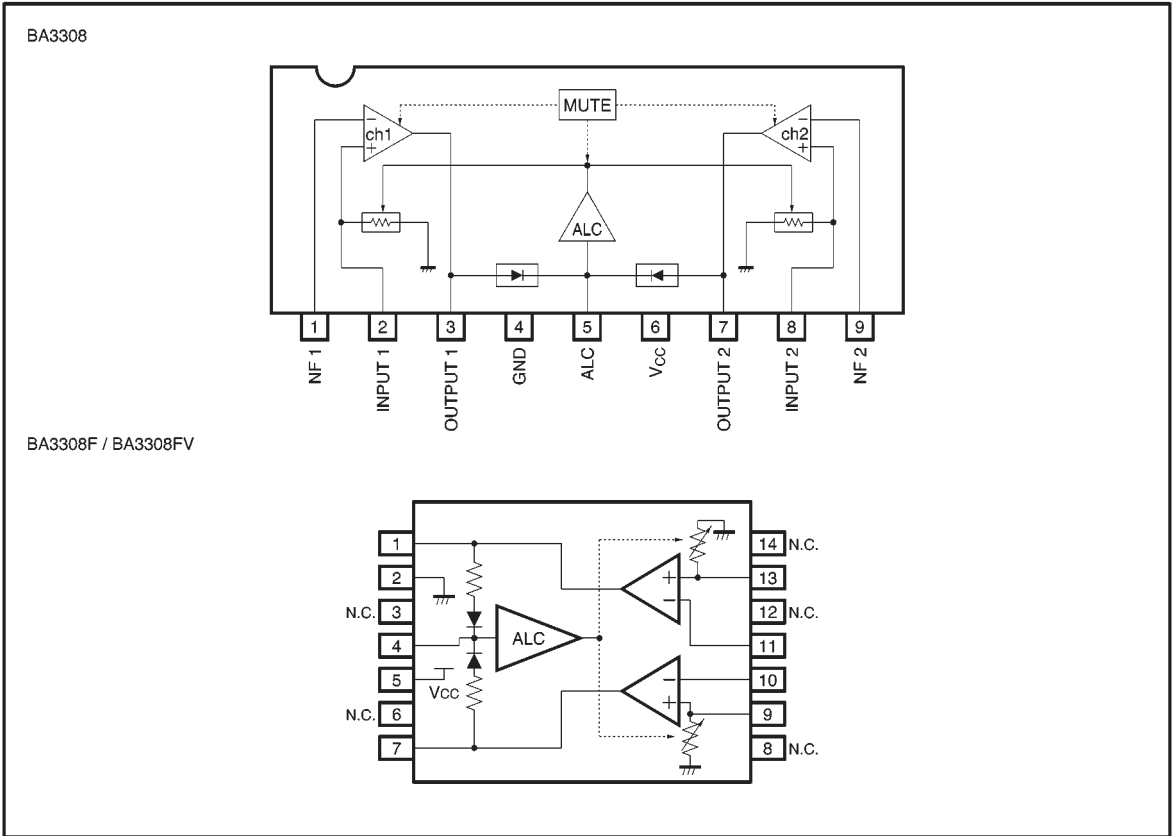 BA3308
MUTE
ch1
ch2
−
+
−
+
ALC
1 2 3 4 5 6 7 8 9
NF 1
INPUT 1
OUTPUT 1
GND
ALC
VCC
OUTPUT 2
INPUT 2
NF 2
BA3308F / BA3308FV
1
2
N.C. 3
4
5
VCC
N.C. 6
7
ALC
+
−
−
+
14 N.C.
13
12 N.C.
11
10
9
8 N.C.